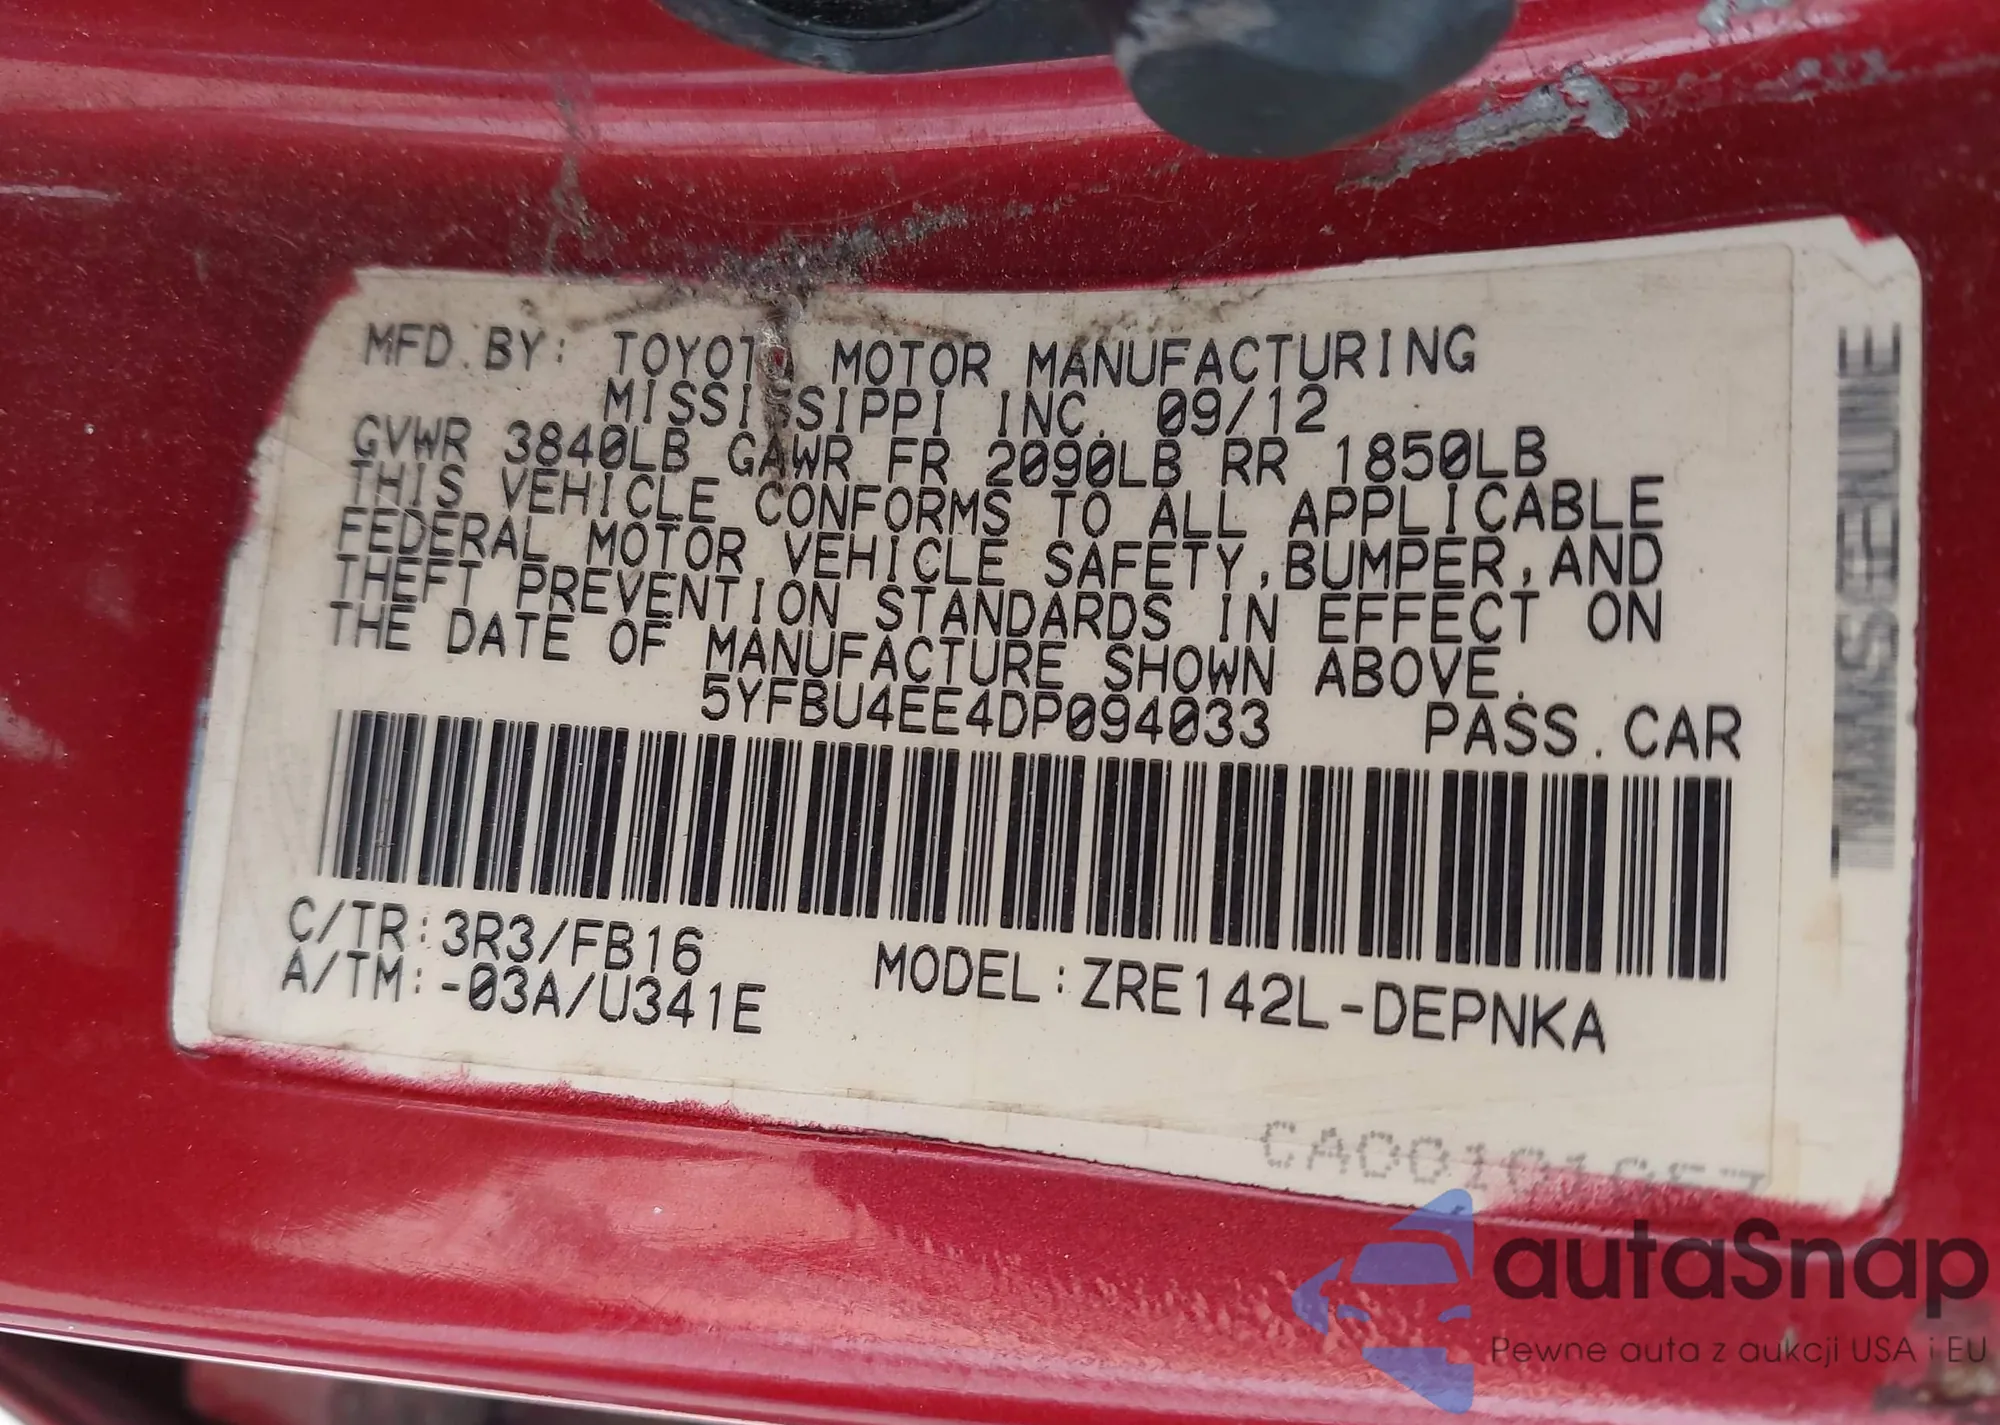 MFD.BY: TOYOTA MOTOR MANUFACTURING
MISSISSIPPI INC. 09/12
GVWR 3840LB GAWR FR 2090LB RR 1850LB
THIS VEHICLE CONFORMS TO ALL APPLICABLE
FEDERAL MOTOR VEHICLE SAFETY,BUMPER,AND
THEFT PREVENTION STANDARDS IN EFFECT ON
THE DATE OF MANUFACTURE SHOWN ABOVE.
5YFBU4EE4DP094033 PASS.CAR
C/TR:3R3/FB16
A/TM:-03A/U341E
MODEL:ZRE142L-DEPNKA
autaSnap
Pewne auta z aukcji USA i EU